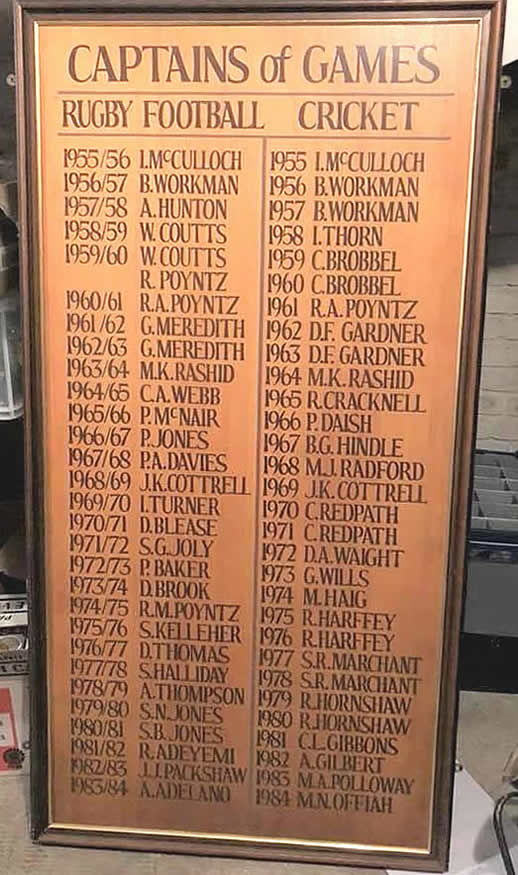 CAPTAINS of GAMES
RUGBY FOOTBALL
1955/56 I.McCULLOCH
1956/57 B.WORKMAN
1957/58 A.HUNTON
1958/59 W.COUTTS
1959/60 W.COUTTS
R.POYNTZ
1960/61 R.A.POYNTZ
1961/62 G.MEREDITH
1962/63 G.MEREDITH
1963/64 M.K.RASHID
1964/65 C.A.WEBB
1965/66 P.McNAIR
1966/67 P.JONES
1967/68 P.A.DAVIES
1968/69 J.K.COTTRELL
1969/70 I.TURNER
1970/71 D.BLEASE
1971/72 S.G.JOLY
1972/73 P.BAKER
1973/74 D.BROOK
1974/75 R.M.POYNTZ
1975/76 S.KELLEHER
1976/77 D.THOMAS
1977/78 S.HALLIDAY
1978/79 A.THOMPSON
1979/80 S.N.JONES
1980/81 S.B.JONES
1981/82 R.ADEYEMI
1982/83 J.J.PACKSHAW
1983/84 A.ADELANO
CRICKET
1955 I.McCULLOCH
1956 B.WORKMAN
1957 B.WORKMAN
1958 I.THORN
1959 C.BROBBEL
1960 C.BROBBEL
1961 R.A.POYNTZ
1962 D.F. GARDNER
1963 D.F. GARDNER
1964 M.K.RASHID
1965 R.CRACKNELL
1966 P.DAISH
1967 B.G.HINDLE
1968 M.J.RADFORD
1969 J.K.COTTRELL
1970 C.REDPATH
1971 C.REDPATH
1972 D.A.WAIGHT
1973 G.WILLS
1974 M.HAIG
1975 R.HARFFEY
1976 R.HARFFEY
1977 S.R.MARCHANT
1978 S.R.MARCHANT
1979 R.HORNSHAW
1980 R.HORNSHAW
1981 C.L.GIBBONS
1982 A.GILBERT
1983 M.A.POLLOWAY
1984 M.N.OFFIAH